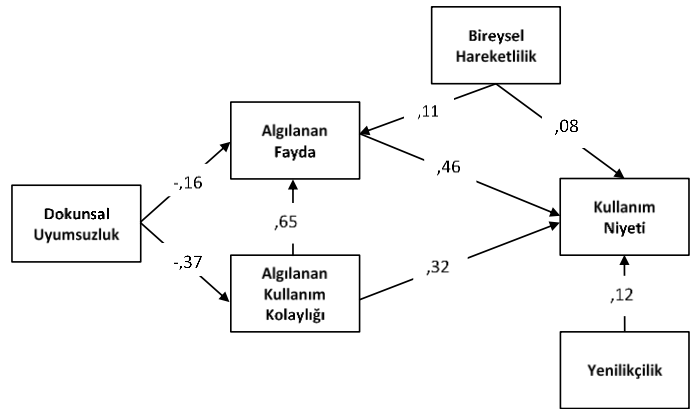 Bireysel
Hareketlilik
,11
,08
Algılanan
Fayda
-,16
,46
Dokunsal
Uyumsuzluk
Kullanım
Niyeti
,65
-,37
Algılanan
Kullanım
Kolaylığı
,32
,12
Yenilikçilik